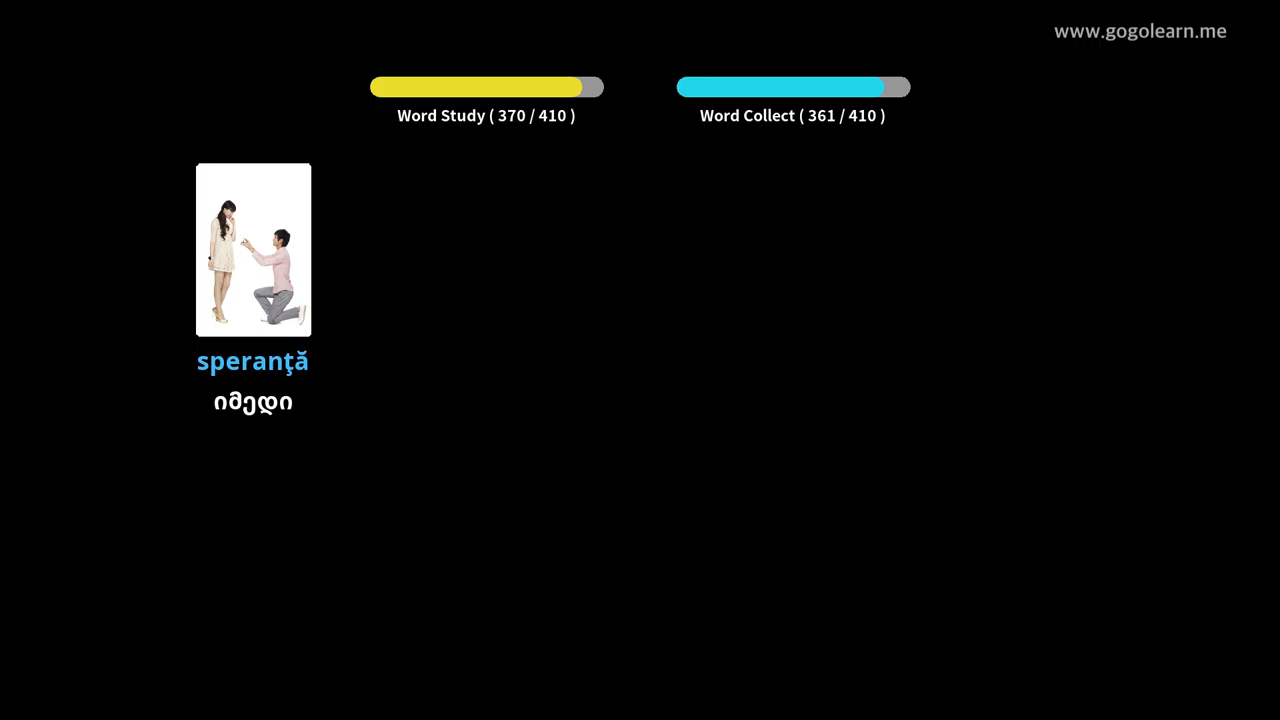 www.gogolearn.me
Word Study ( 370 / 410 )
Word Collect ( 361 / 410 )
speranţă
იმედი